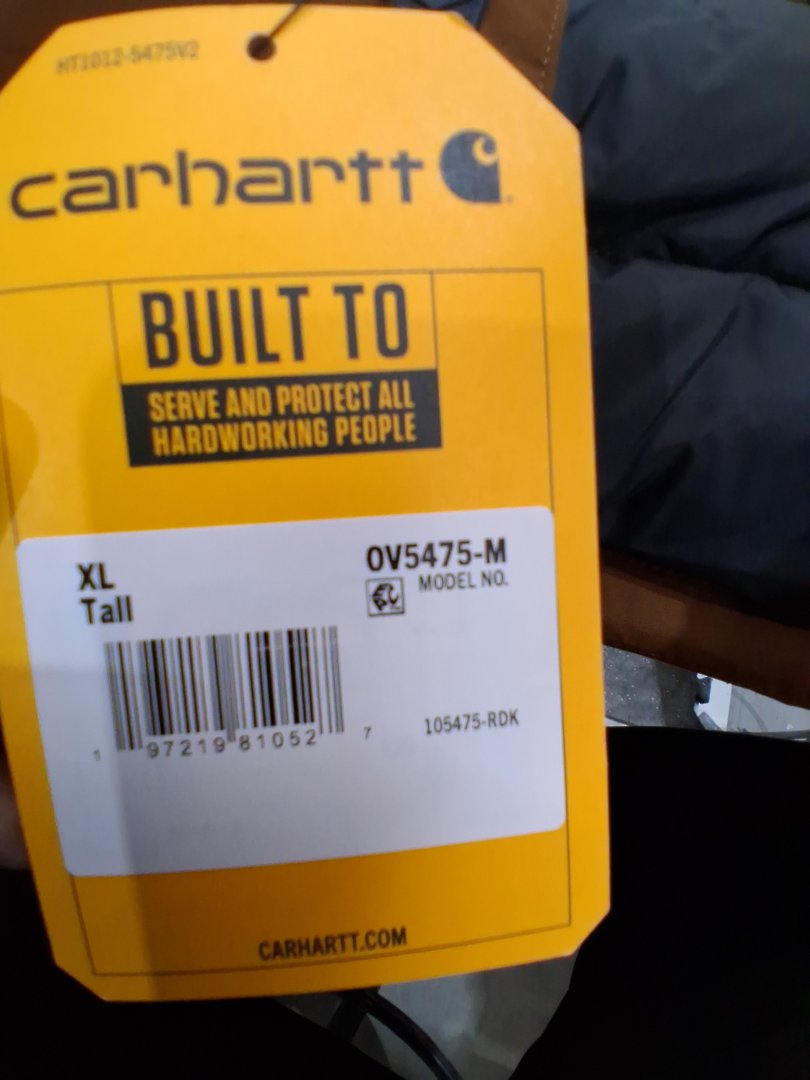 HT1012-5475V2
carhartt
BUILT TO
SERVE AND PROTECT ALL
HARDWORKING PEOPLE
XL
Tall
OV5475-M
MODEL NO.
1 97219 81052 7
105475-RDK
CARHARTT.COM